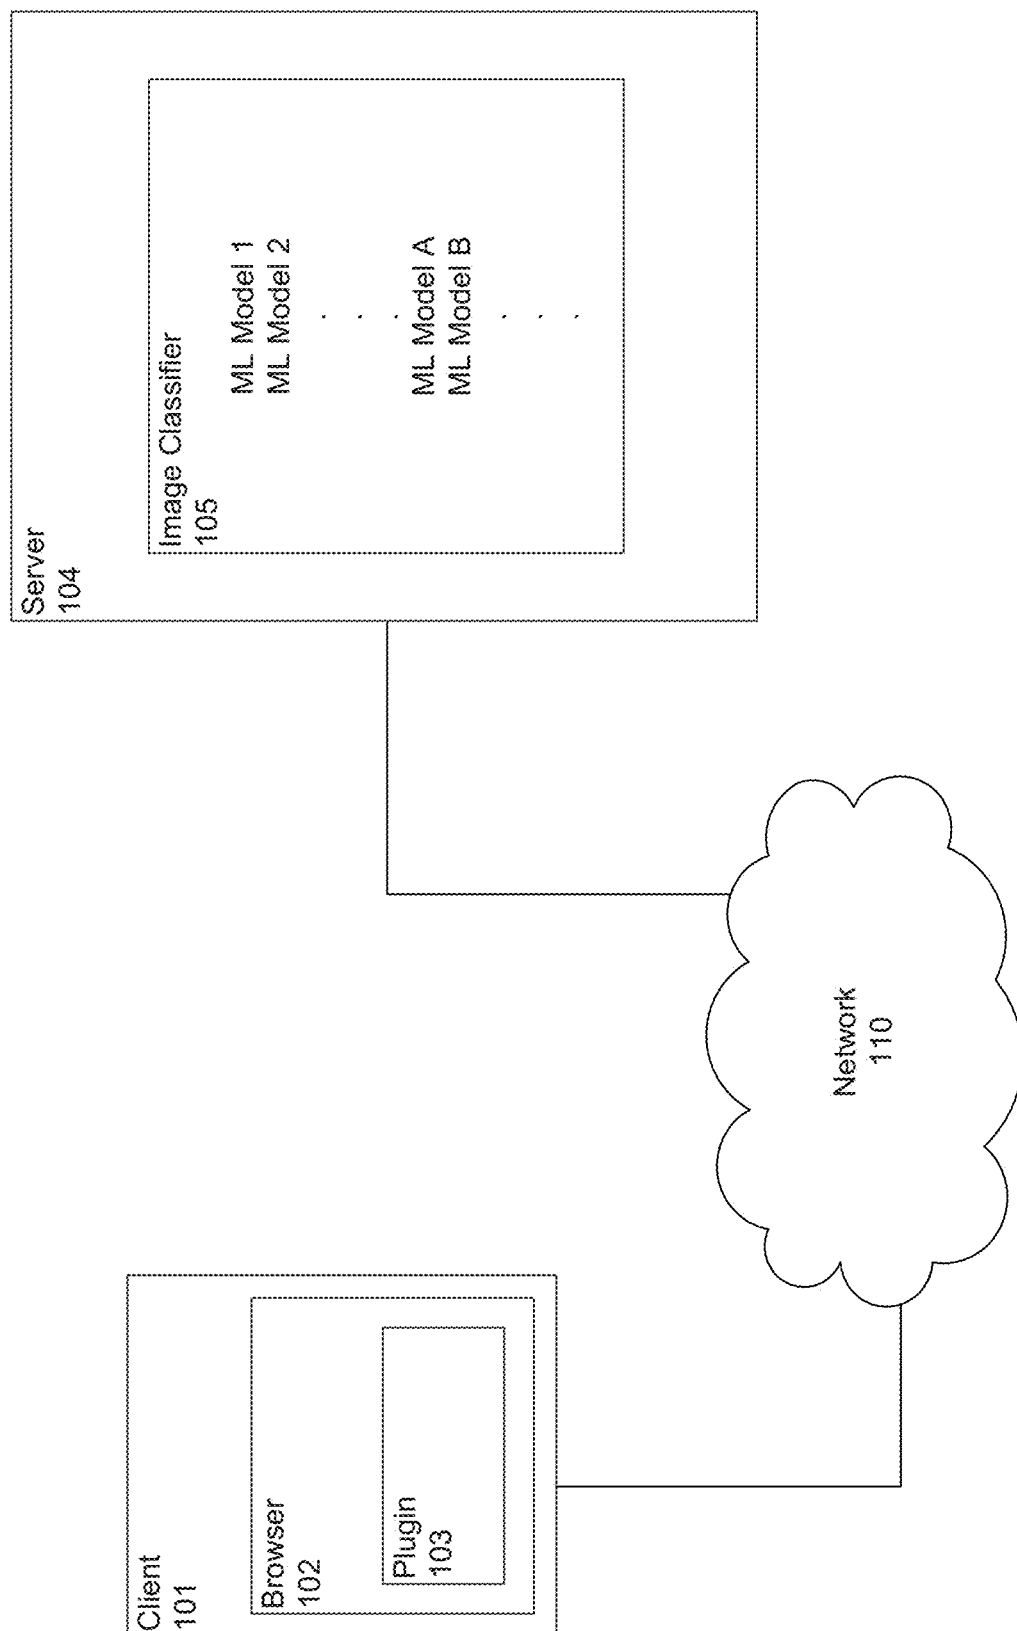 Client
101
Browser
102
Plugin
103
Network
110
Server
104
Image Classifier
105
ML Model 1
ML Model 2
.
.
.
ML Model A
ML Model B
.
.
.